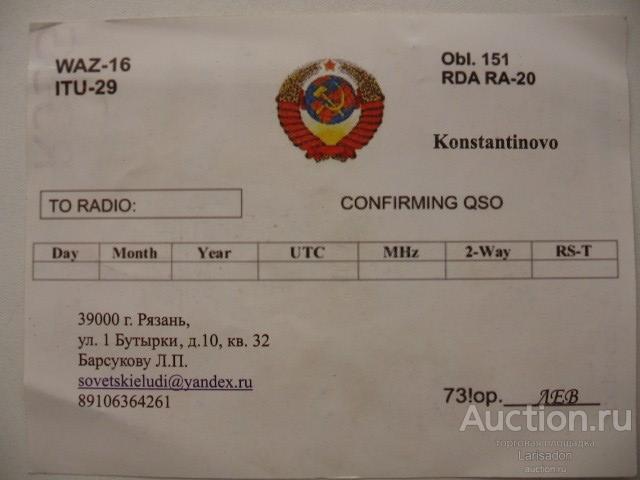 WAZ-16
ITU-29
Obl. 151
RDA RA-20
Konstantinovo
TO RADIO:
CONFIRMING QSO
Day Month Year UTC MHz 2-Way RS-T
39000 г. Рязань,
ул. 1 Бутырки, д.10, кв. 32
Барсукову Л.П.
sovetskieludi@yandex.ru
89106364261
73!op.___ЛЕВ___
Auction.ru
торговая площадка
Larisadon
auction.ru